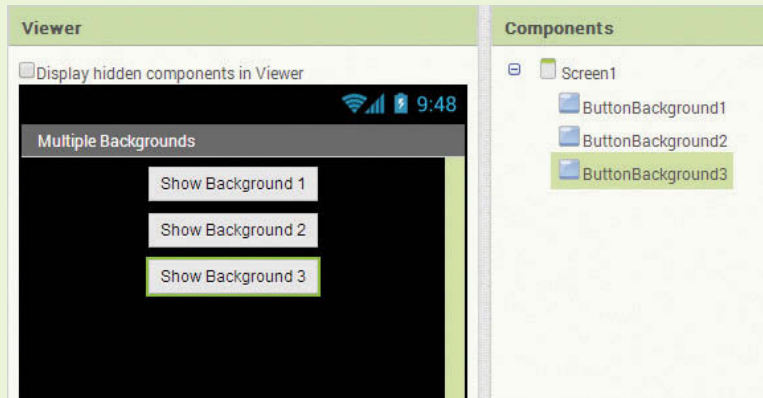 Viewer
Display hidden components in Viewer
9:48
Multiple Backgrounds
Show Background 1
Show Background 2
Show Background 3
Components
Screen1
ButtonBackground1
ButtonBackground2
ButtonBackground3